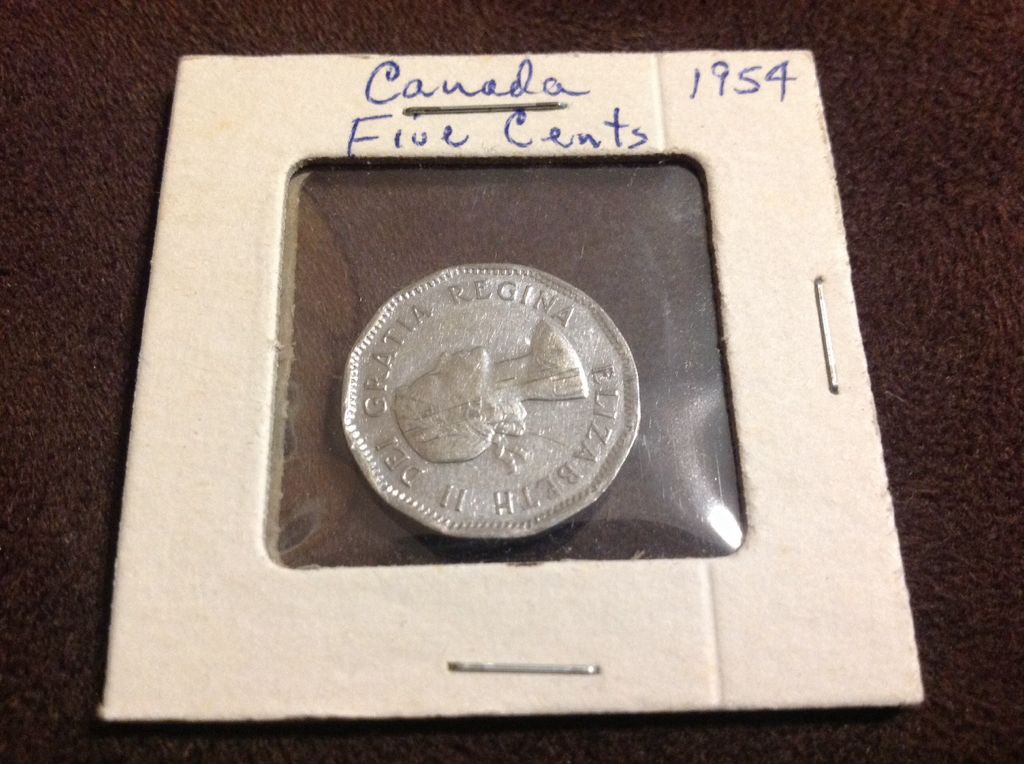 Canada 1954
Five Cents
ELIZABETH II DEI GRATIA REGINA